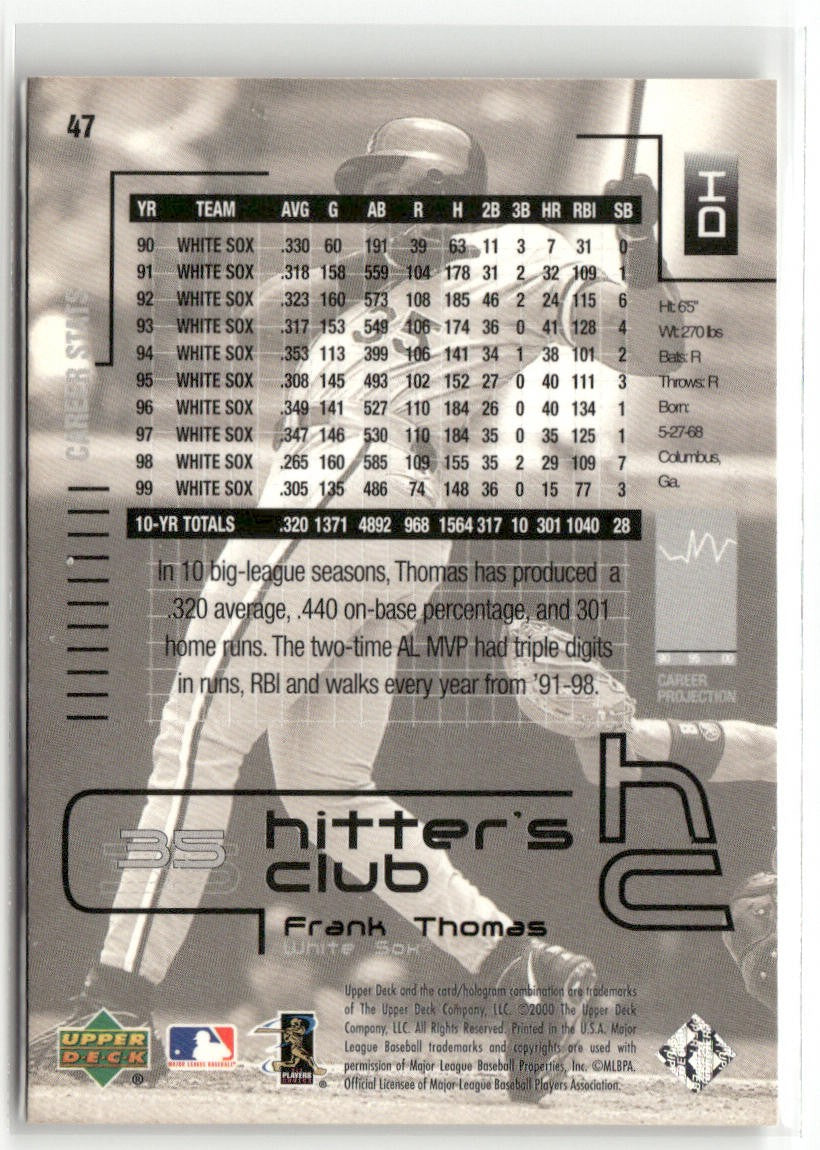 47
DH
YR TEAM AVG G AB R H 2B 3B HR RBI SB
90 WHITE SOX .330 60 191 39 63 11 3 7 31 0
91 WHITE SOX .318 158 559 104 178 31 2 32 109 1
92 WHITE SOX .323 160 573 108 185 46 2 24 115 6
93 WHITE SOX .317 153 549 106 174 36 0 41 128 4
94 WHITE SOX .353 113 399 106 141 34 1 38 101 2
95 WHITE SOX .308 145 493 102 152 27 0 40 111 3
96 WHITE SOX .349 141 527 110 184 26 0 40 134 1
97 WHITE SOX .347 146 530 110 184 35 0 35 125 1
98 WHITE SOX .265 160 585 109 155 35 2 29 109 7
99 WHITE SOX .305 135 486 74 148 36 0 15 77 3
10-YR TOTALS .320 1371 4892 968 1564 317 10 301 1040 28
CAREER STATS
Ht: 6'5"
Wt: 270 lbs
Bats: R
Throws: R
Born:
5-27-68
Columbus,
Ga.
In 10 big-league seasons, Thomas has produced a
.320 average, .440 on-base percentage, and 301
home runs. The two-time AL MVP had triple digits
in runs, RBI and walks every year from '91-98.
90 95 00
CAREER
PROJECTION
hc
35
hitter's
club
Frank Thomas
White Sox
Upper Deck and the card/hologram combination are trademarks
of The Upper Deck Company, LLC. ©2000 The Upper Deck
Company, LLC. All Rights Reserved. Printed in the U.S.A. Major
League Baseball trademarks and copyrights are used with
permission of Major League Baseball Properties, Inc. ©MLBPA.
Official Licensee of Major League Baseball Players Association.
UPPER
DECK
®
MAJOR LEAGUE BASEBALL
PLAYERS
CHOICE
®